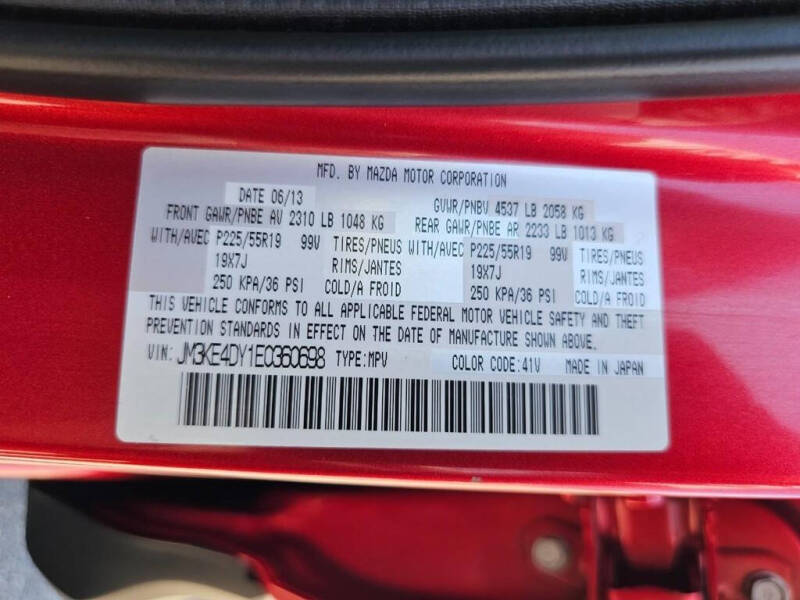 MFD. BY MAZDA MOTOR CORPORATION
DATE 06/13 GVWR/PNBV 4537 LB 2058 KG
FRONT GAWR/PNBE AV 2310 LB 1048 KG REAR GAWR/PNBE AR 2233 LB 1013 KG
WITH/AVEC P225/55R19 99V TIRES/PNEUS WITH/AVEC P225/55R19 99V TIRES/PNEUS
19X7J RIMS/JANTES 19X7J RIMS/JANTES
250 KPA/36 PSI COLD/A FROID 250 KPA/36 PSI COLD/A FROID
THIS VEHICLE CONFORMS TO ALL APPLICABLE FEDERAL MOTOR VEHICLE SAFETY AND THEFT
PREVENTION STANDARDS IN EFFECT ON THE DATE OF MANUFACTURE SHOWN ABOVE.
VIN: JM3KE4DY1E0360698 TYPE:MPV COLOR CODE:41V MADE IN JAPAN